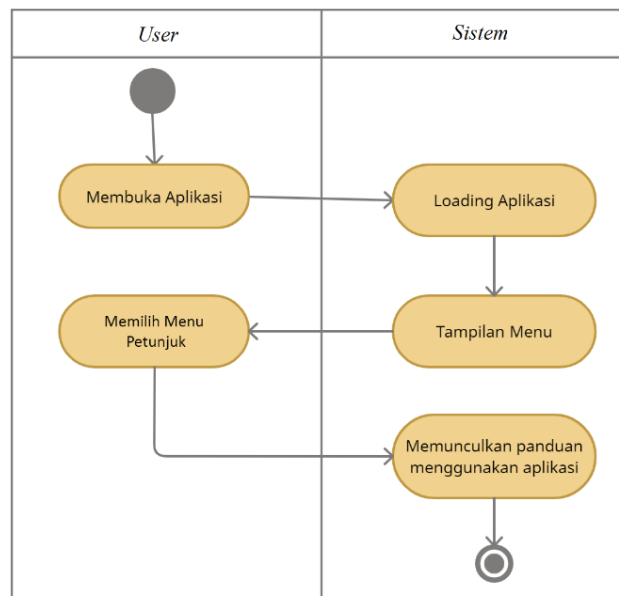 User
Sistem
Membuka Aplikasi
Loading Aplikasi
Memilih Menu
Petunjuk
Tampilan Menu
Memunculkan panduan
menggunakan aplikasi